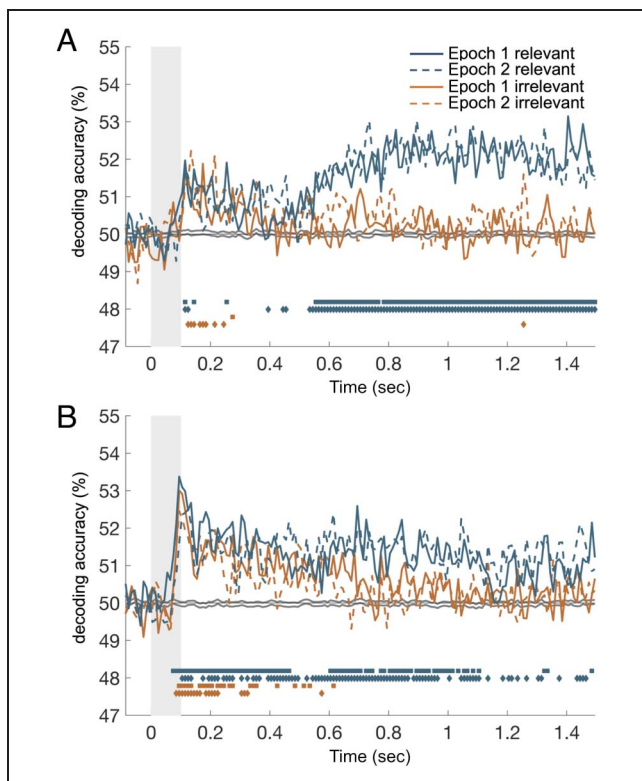 A
55
54
53
52
51
50
49
48
47
decoding accuracy (%)
Epoch 1 relevant
Epoch 2 relevant
Epoch 1 irrelevant
Epoch 2 irrelevant
0 0.2 0.4 0.6 0.8 1 1.2 1.4
Time (sec)
B
55
54
53
52
51
50
49
48
47
decoding accuracy (%)
0 0.2 0.4 0.6 0.8 1 1.2 1.4
Time (sec)